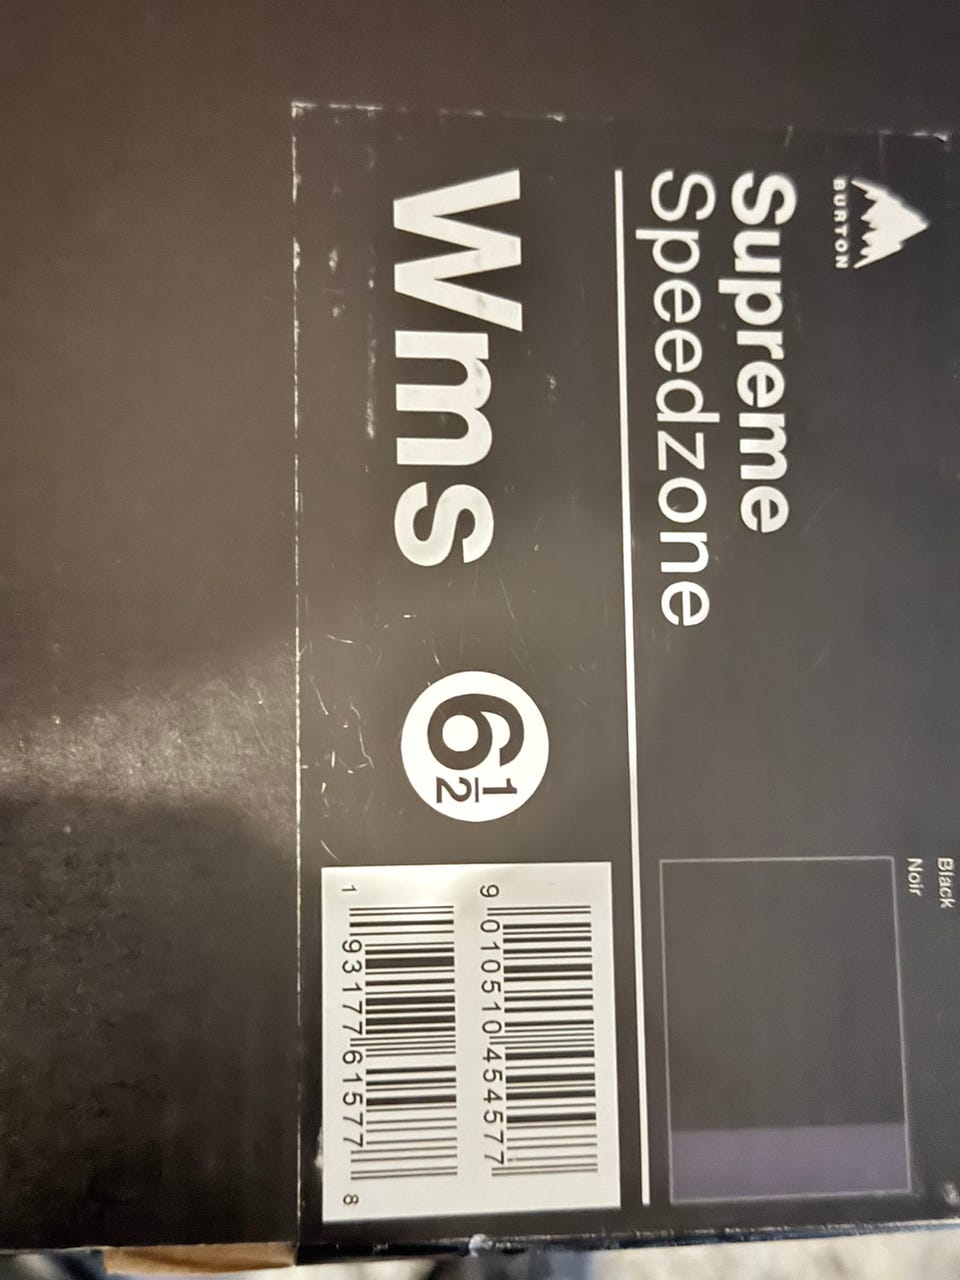 BURTON
Supreme
Speedzone
Black
Noir
Wms 6 1/2
9 010510 454577
1 93177 61577 8